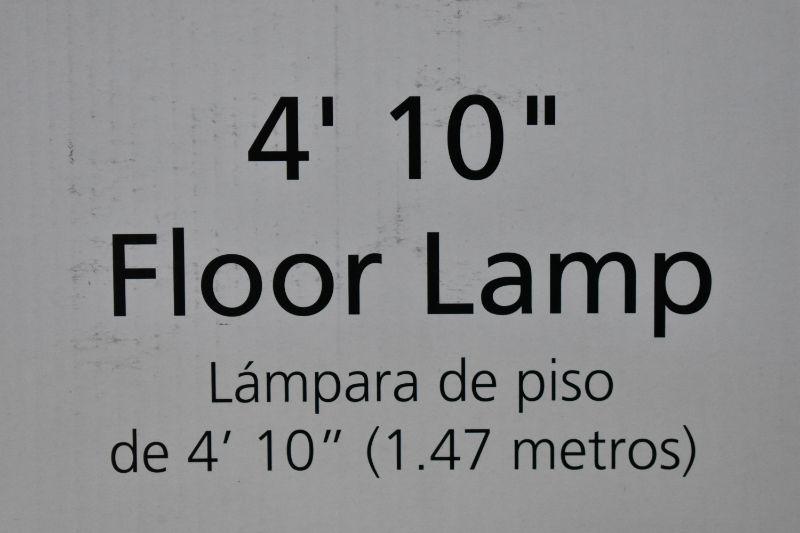 4' 10"
Floor Lamp
Lámpara de piso
de 4’ 10” (1.47 metros)